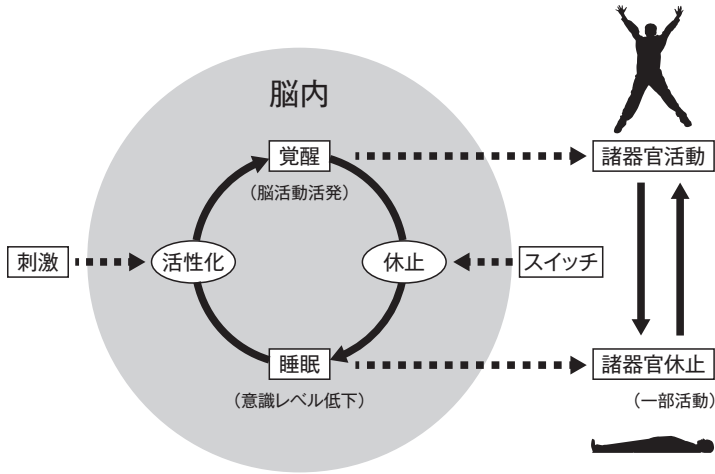 脳内
覚醒
(脳活動活発)
諸器官活動
刺激
活性化
休止
スイッチ
睡眠
(意識レベル低下)
諸器官休止
(一部活動)